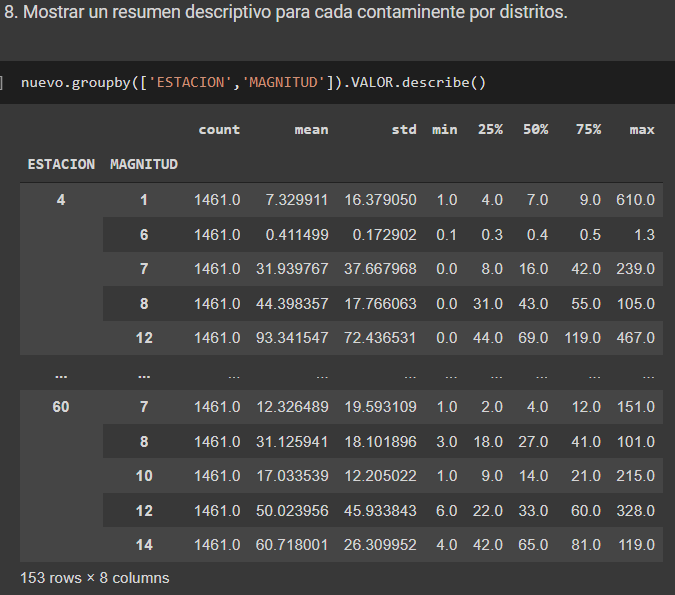 8. Mostrar un resumen descriptivo para cada contaminente por distritos.
] nuevo.groupby(['ESTACION','MAGNITUD']).VALOR.describe()
count mean std min 25% 50% 75% max
ESTACION MAGNITUD
4 1 1461.0 7.329911 16.379050 1.0 4.0 7.0 9.0 610.0
6 1461.0 0.411499 0.172902 0.1 0.3 0.4 0.5 1.3
7 1461.0 31.939767 37.667968 0.0 8.0 16.0 42.0 239.0
8 1461.0 44.398357 17.766063 0.0 31.0 43.0 55.0 105.0
12 1461.0 93.341547 72.436531 0.0 44.0 69.0 119.0 467.0
... ... ... ... ... ... ... ... ... ...
60 7 1461.0 12.326489 19.593109 1.0 2.0 4.0 12.0 151.0
8 1461.0 31.125941 18.101896 3.0 18.0 27.0 41.0 101.0
10 1461.0 17.033539 12.205022 1.0 9.0 14.0 21.0 215.0
12 1461.0 50.023956 45.933843 6.0 22.0 33.0 60.0 328.0
14 1461.0 60.718001 26.309952 4.0 42.0 65.0 81.0 119.0
153 rows × 8 columns